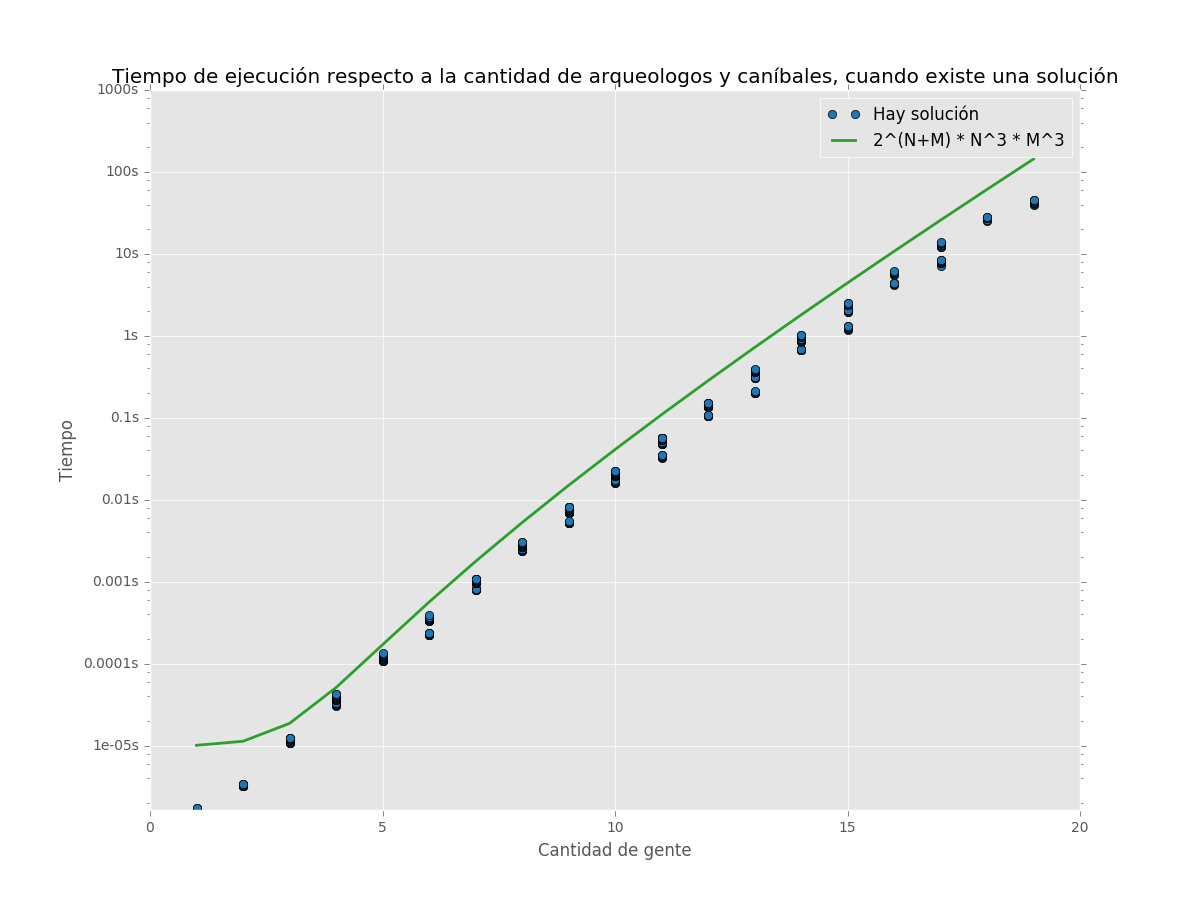 Tiempo de ejecución respecto a la cantidad de arqueologos y caníbales, cuando existe una solución
1000s
100s
10s
1s
0.1s
0.01s
0.001s
0.0001s
1e-05s
Tiempo
Hay solución
2^(N+M) * N^3 * M^3
0 5 10 15 20
Cantidad de gente